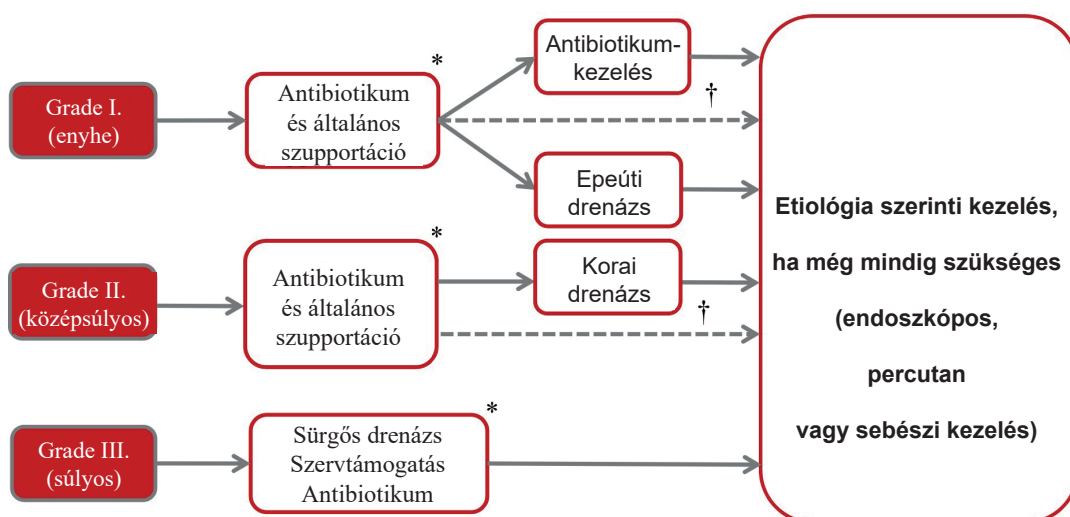 Grade I.
(enyhe)
*
Antibiotikum
és általános
szupportáció
Antibiotikum-
kezelés
†
Epeúti
drenázs
Grade II.
(középsúlyos)
*
Antibiotikum
és általános
szupportáció
Korai
drenázs
†
Grade III.
(súlyos)
*
Sürgős drenázs
Szervtámogatás
Antibiotikum
Etiológia szerinti kezelés,
ha még mindig szükséges
(endoszkópos,
percutan
vagy sebészi kezelés)